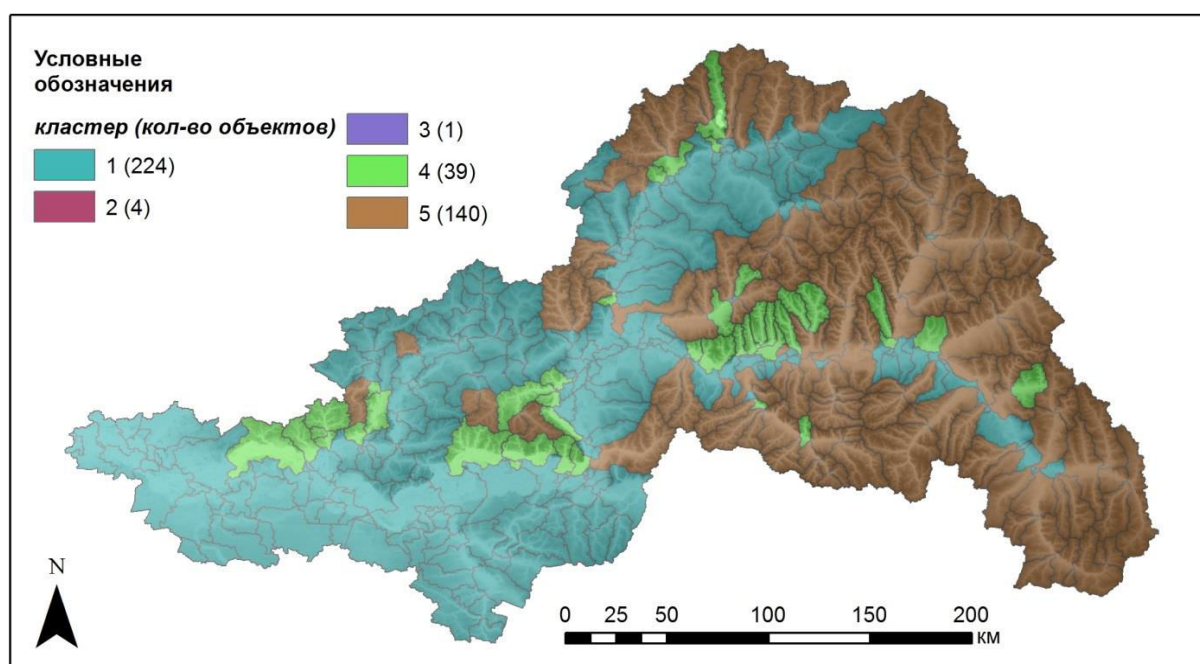 Условные
обозначения
кластер (кол-во объектов)
1 (224)
2 (4)
3 (1)
4 (39)
5 (140)
N
0 25 50 100 150 200
км